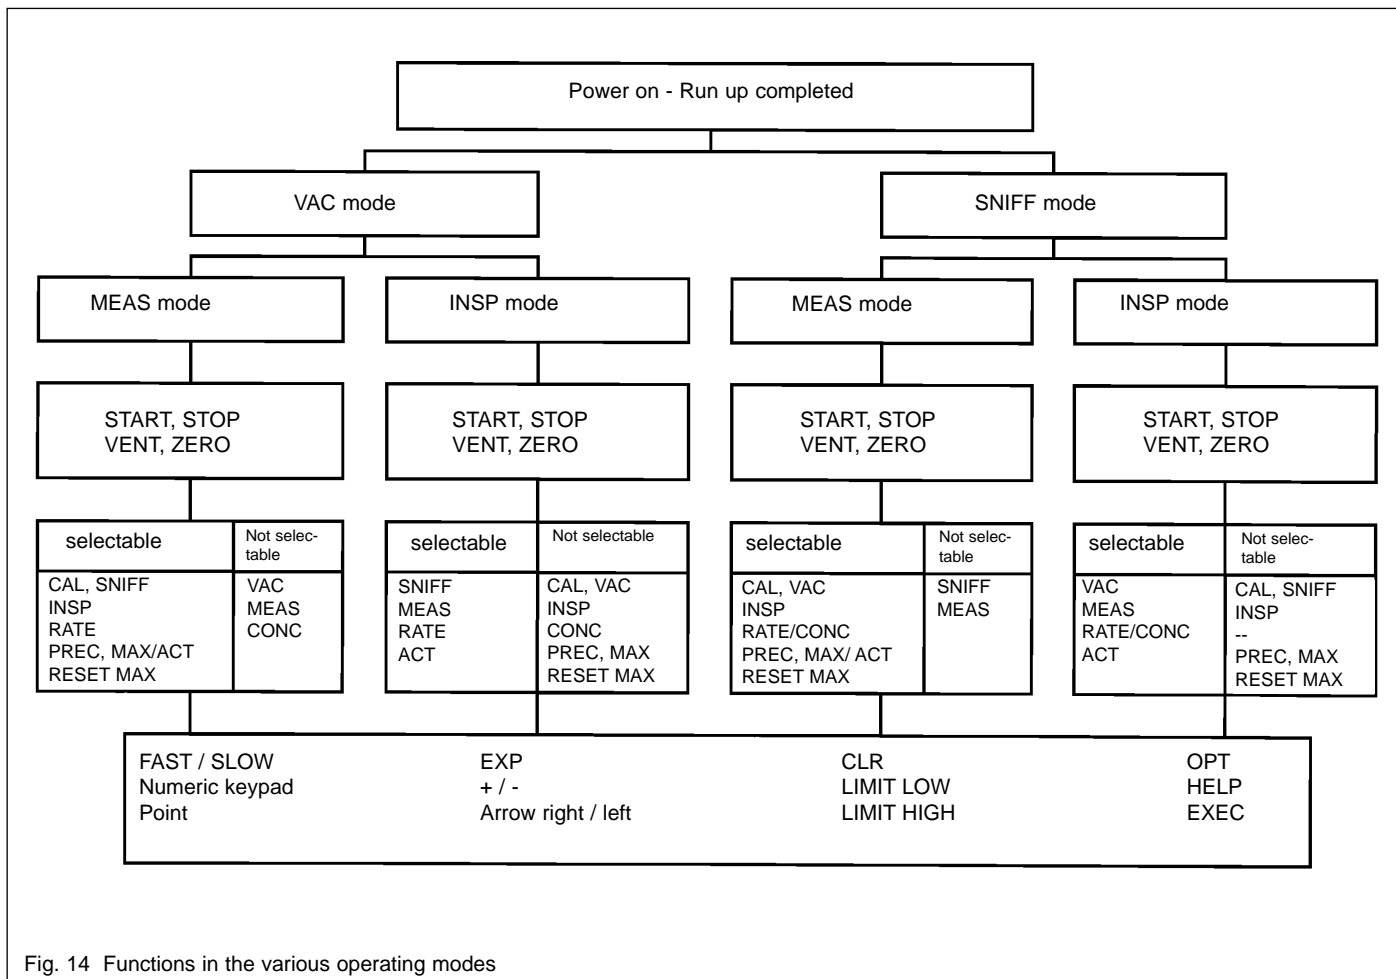 Power on - Run up completed
VAC mode
SNIFF mode
MEAS mode
INSP mode
MEAS mode
INSP mode
START, STOP
VENT, ZERO
START, STOP
VENT, ZERO
START, STOP
VENT, ZERO
START, STOP
VENT, ZERO
selectable
CAL, SNIFF
INSP
RATE
PREC, MAX/ACT
RESET MAX
Not selec-
table
VAC
MEAS
CONC
selectable
SNIFF
MEAS
RATE
ACT
Not selectable
CAL, VAC
INSP
CONC
PREC, MAX
RESET MAX
selectable
CAL, VAC
INSP
RATE/CONC
PREC, MAX/ ACT
RESET MAX
Not selec-
table
SNIFF
MEAS
selectable
VAC
MEAS
RATE/CONC
ACT
Not selec-
table
CAL, SNIFF
INSP
--
PREC, MAX
RESET MAX
FAST / SLOW
Numeric keypad
Point
EXP
+ / -
Arrow right / left
CLR
LIMIT LOW
LIMIT HIGH
OPT
HELP
EXEC
Fig. 14 Functions in the various operating modes